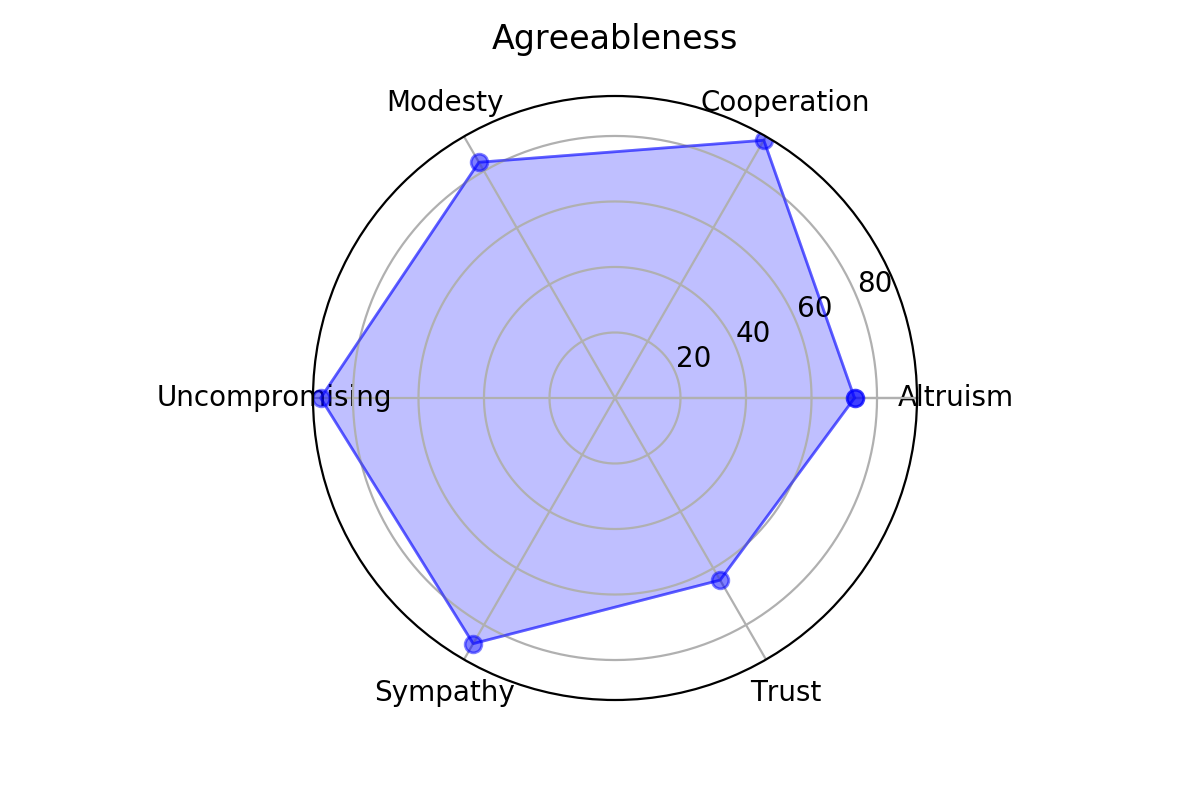 Agreeableness
Modesty
Cooperation
80
60
40
20
Uncompromising
Altruism
Sympathy
Trust